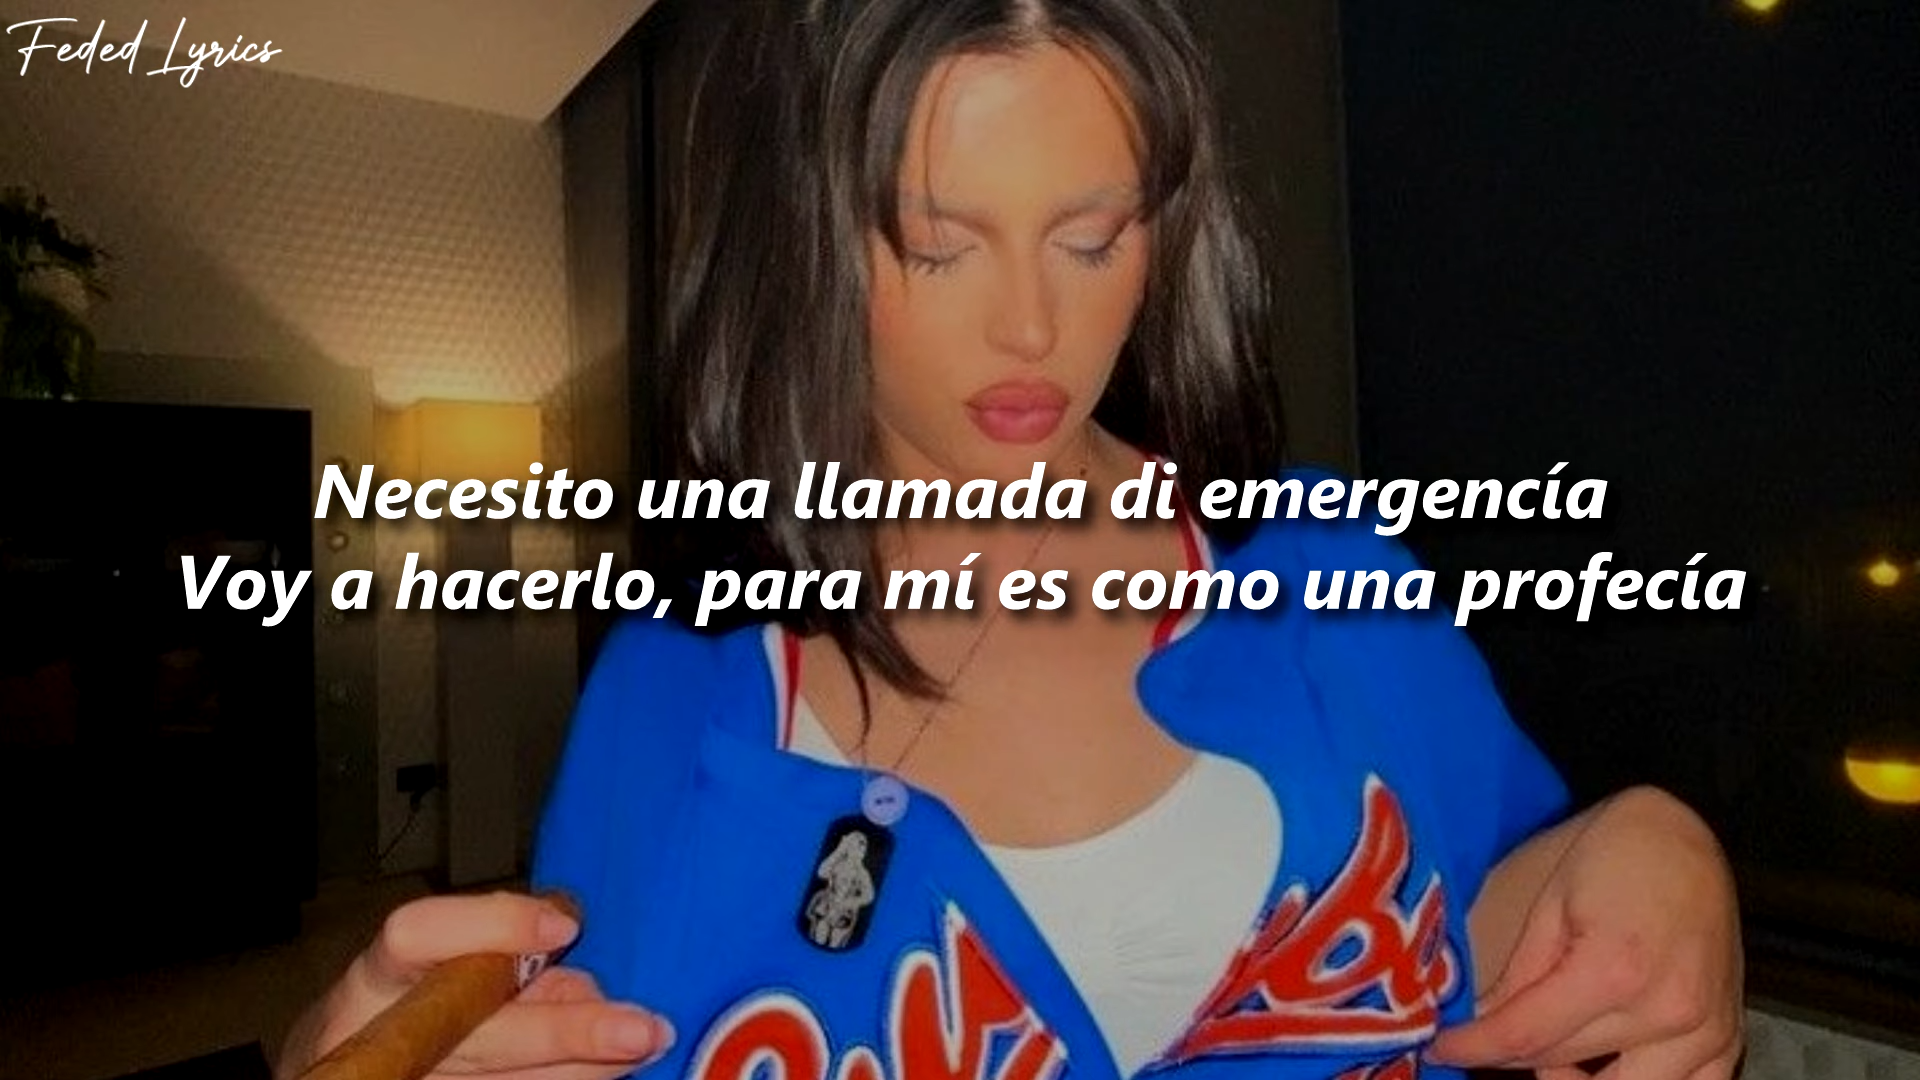 Feded Lyrics
Necesito una llamada di emergencía
Voy a hacerlo, para mí es como una profecía